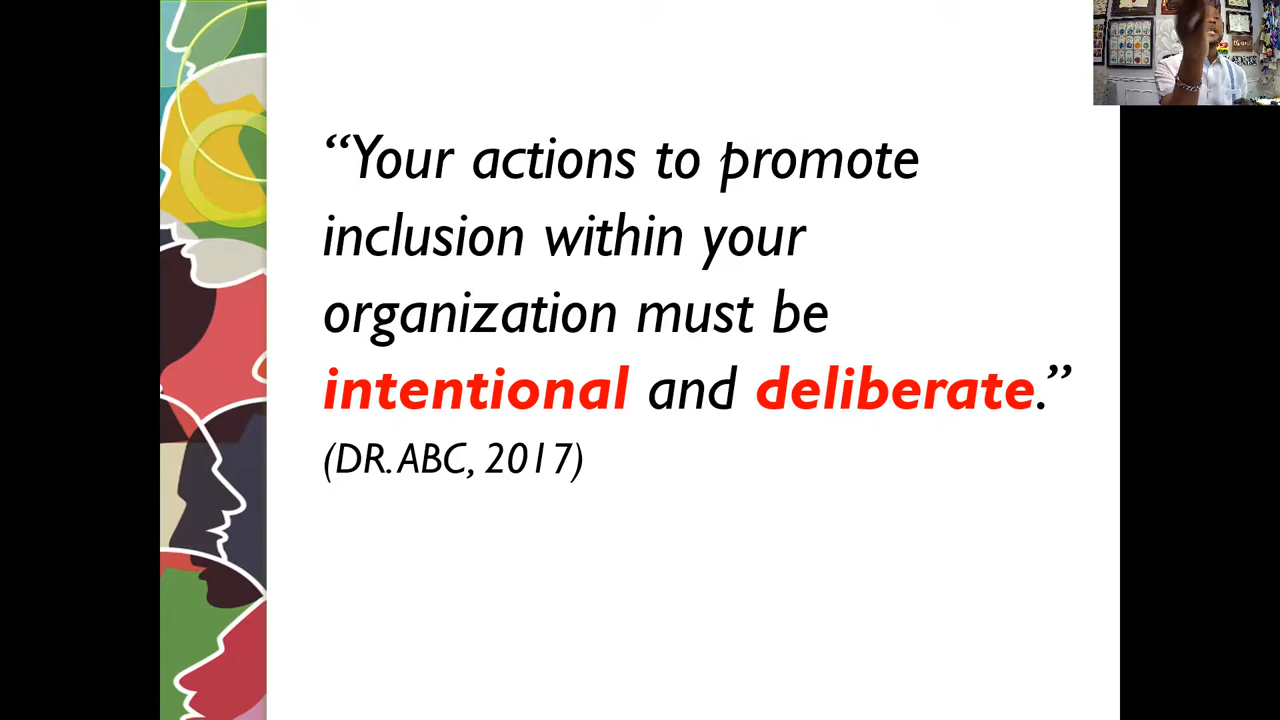 “Your actions to promote
inclusion within your
organization must be
intentional and deliberate.”
(DR. ABC, 2017)